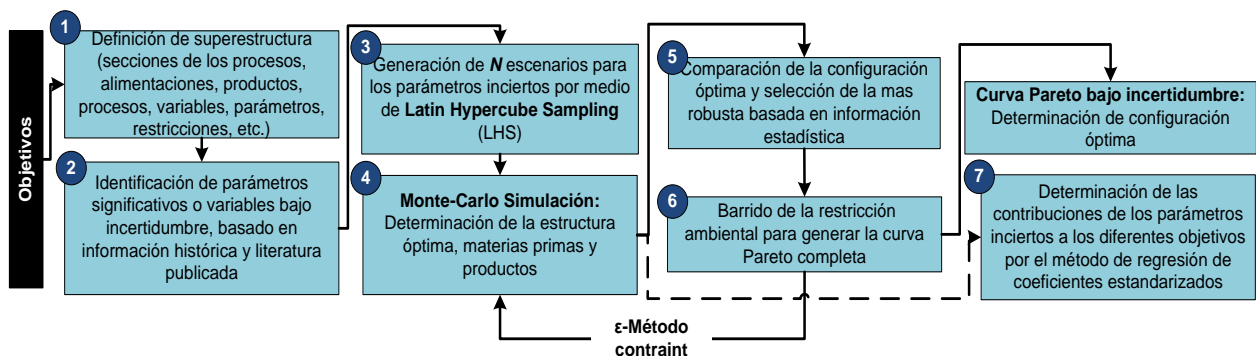 Objetivos
1
Definición de superestructura
(secciones de los procesos,
alimentaciones, productos,
procesos, variables, parámetros,
restricciones, etc.)
2
Identificación de parámetros
significativos o variables bajo
incertidumbre, basado en
información histórica y literatura
publicada
3
Generación de N escenarios para
los parámetros inciertos por medio
de Latin Hypercube Sampling
(LHS)
4
Monte-Carlo Simulación:
Determinación de la estructura
óptima, materias primas y
productos
5
Comparación de la configuración
óptima y selección de la mas
robusta basada en información
estadística
6
Barrido de la restricción
ambiental para generar la curva
Pareto completa
ε-Método
contraint
Curva Pareto bajo incertidumbre:
Determinación de configuración
óptima
7
Determinación de las
contribuciones de los parámetros
inciertos a los diferentes objetivos
por el método de regresión de
coeficientes estandarizados